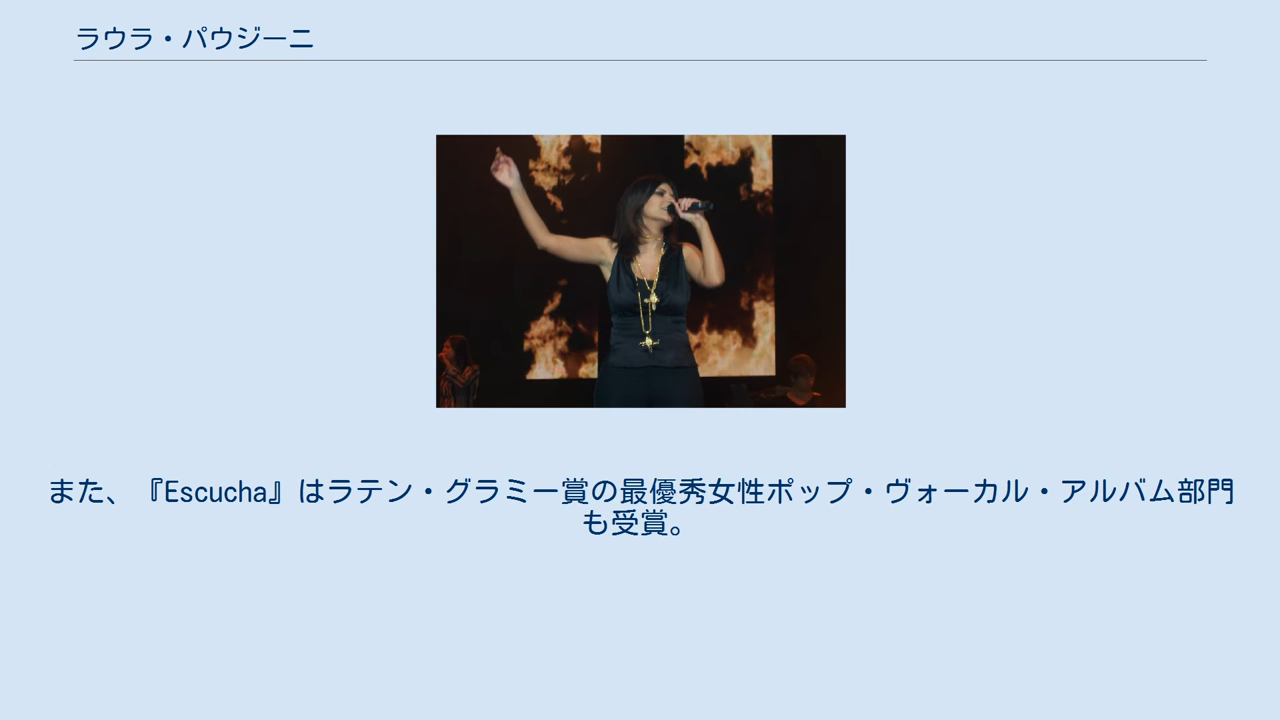 ラウラ・パウジーニ
また、『Escucha』はラテン・グラミー賞の最優秀女性ポップ・ヴォーカル・アルバム部門
も受賞。